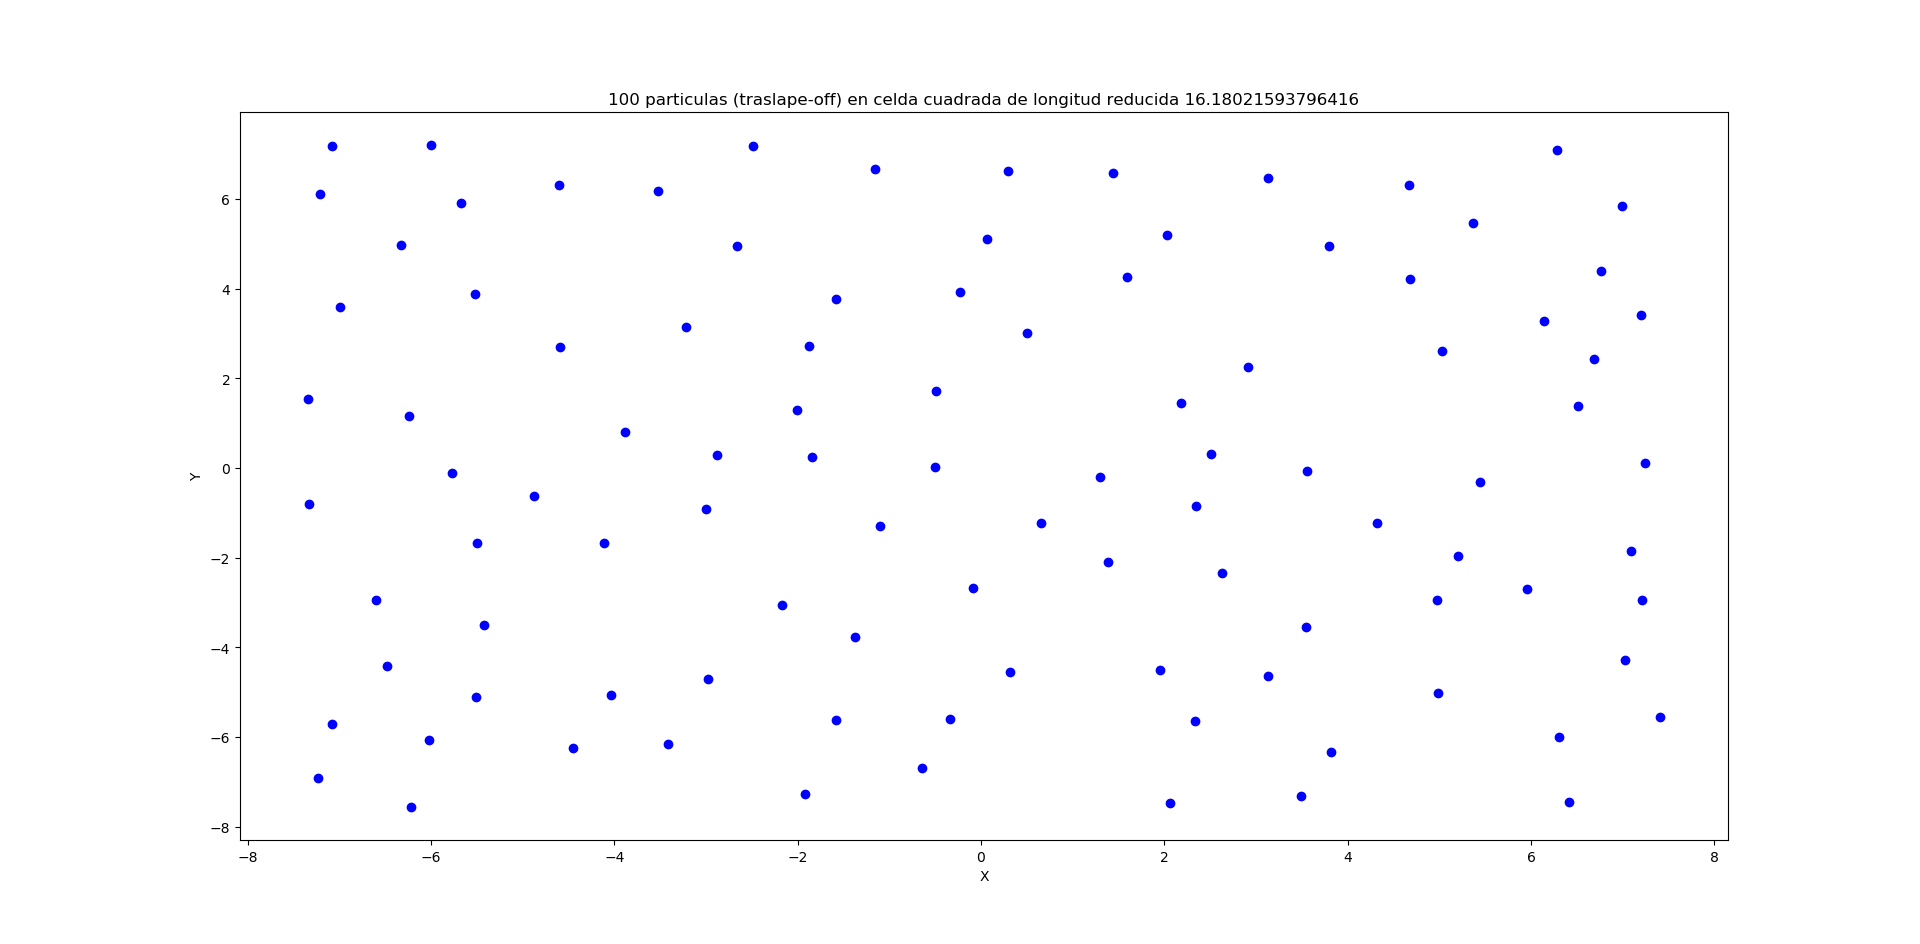 100 particulas (traslape-off) en celda cuadrada de longitud reducida 16.18021593796416
6
4
2
0
−2
−4
−6
−8
Y
−8 −6 −4 −2 0 2 4 6 8
X